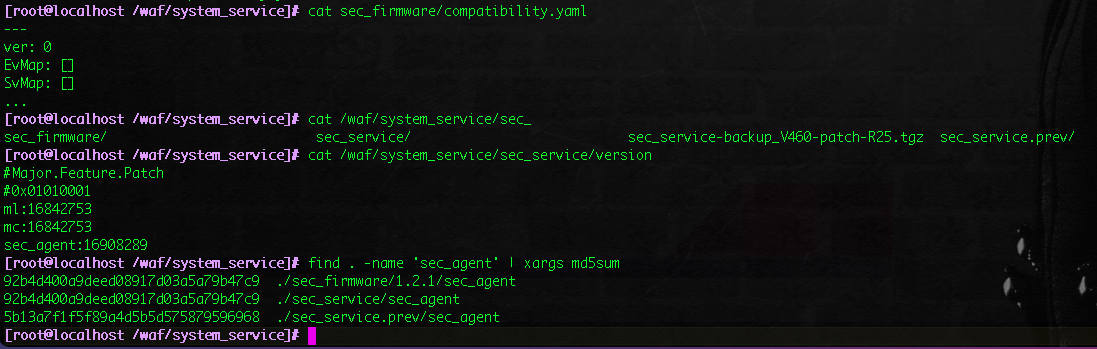 [root@localhost /waf/system_service]# cat sec_firmware/compatibility.yaml
---
ver: 0
EvMap: []
SvMap: []
...
[root@localhost /waf/system_service]# cat /waf/system_service/sec_
sec_firmware/ sec_service/ sec_service-backup_V460-patch-R25.tgz sec_service.prev/
[root@localhost /waf/system_service]# cat /waf/system_service/sec_service/version
#Major.Feature.Patch
#0x01010001
ml:16842753
mc:16842753
sec_agent:16908289
[root@localhost /waf/system_service]# find . -name 'sec_agent' | xargs md5sum
92b4d400a9deed08917d03a5a79b47c9 ./sec_firmware/1.2.1/sec_agent
92b4d400a9deed08917d03a5a79b47c9 ./sec_service/sec_agent
5b13a7f1f5f89a4d5b5d575879596968 ./sec_service.prev/sec_agent
[root@localhost /waf/system_service]#